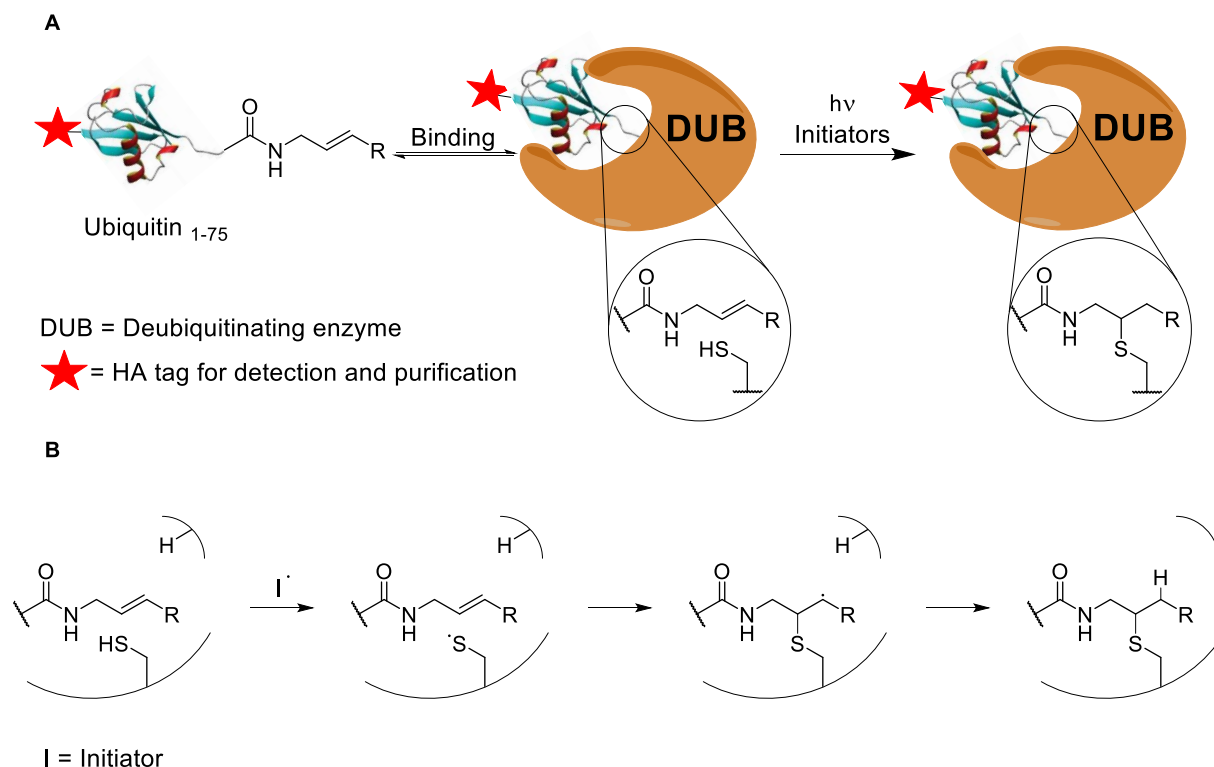 A
O
N
H
R
Ubiquitin 1-75
Binding
DUB
hν
Initiators
DUB
O
N
H
R
HS
O
N
H
R
S
DUB = Deubiquitinating enzyme
= HA tag for detection and purification
B
H
O
N
H
R
HS
I˙
H
O
N
H
R
˙S
H
O
N
H
˙
R
S
O
N
H
H
R
S
I = Initiator